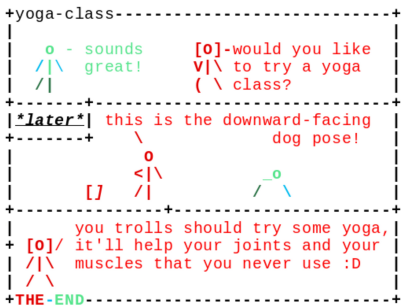 yoga-class
- sounds great!
would you like
to try a yoga
class?
*later*
this is the downward-facing
dog pose!
you trolls should try some yoga,
it'll help your joints and your
muscles that you never use :D
THE-END